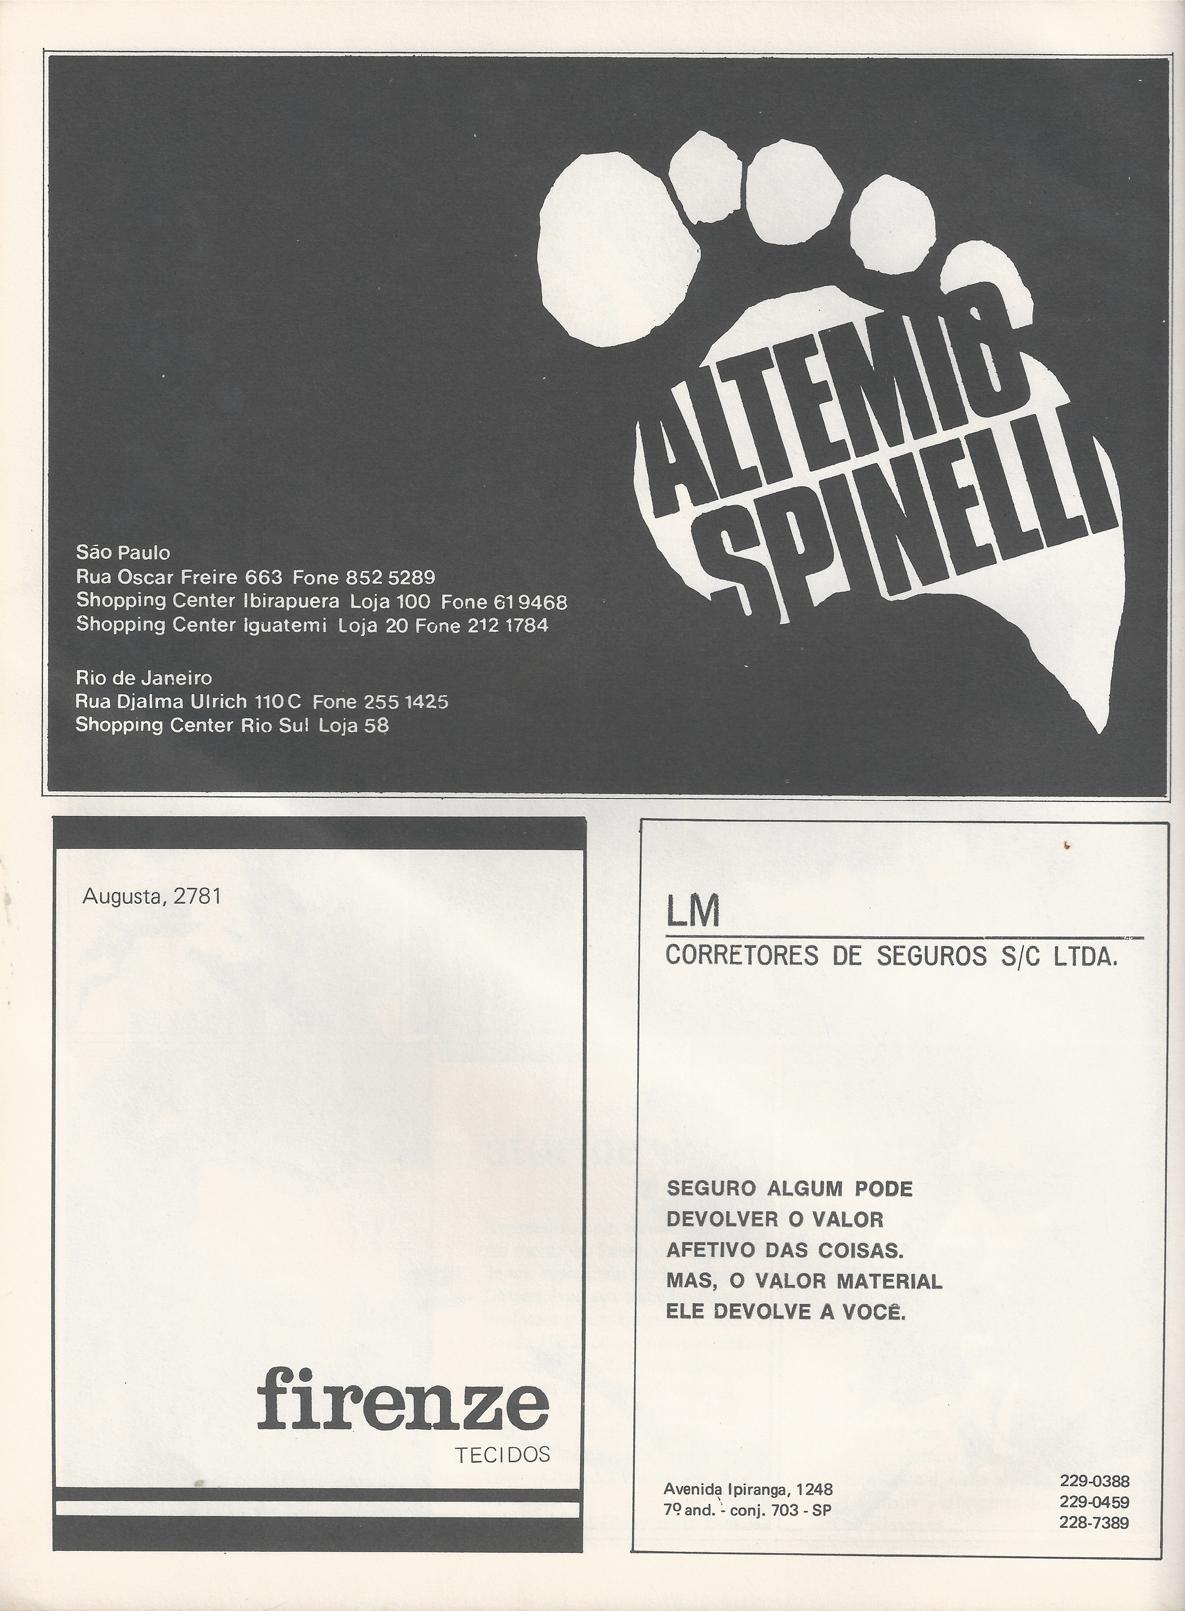 ALTEMIO
SPINELLI
São Paulo
Rua Oscar Freire 663 Fone 852 5289
Shopping Center Ibirapuera Loja 100 Fone 61 9468
Shopping Center Iguatemi Loja 20 Fone 212 1784
Rio de Janeiro
Rua Djalma Ulrich 110 C Fone 255 1425
Shopping Center Rio Sul Loja 58
Augusta, 2781
firenze
TECIDOS
LM
CORRETORES DE SEGUROS S/C LTDA.
SEGURO ALGUM PODE
DEVOLVER O VALOR
AFETIVO DAS COISAS.
MAS, O VALOR MATERIAL
ELE DEVOLVE A VOCÊ.
Avenida Ipiranga, 1248
7º and. - conj. 703 - SP
229-0388
229-0459
228-7389